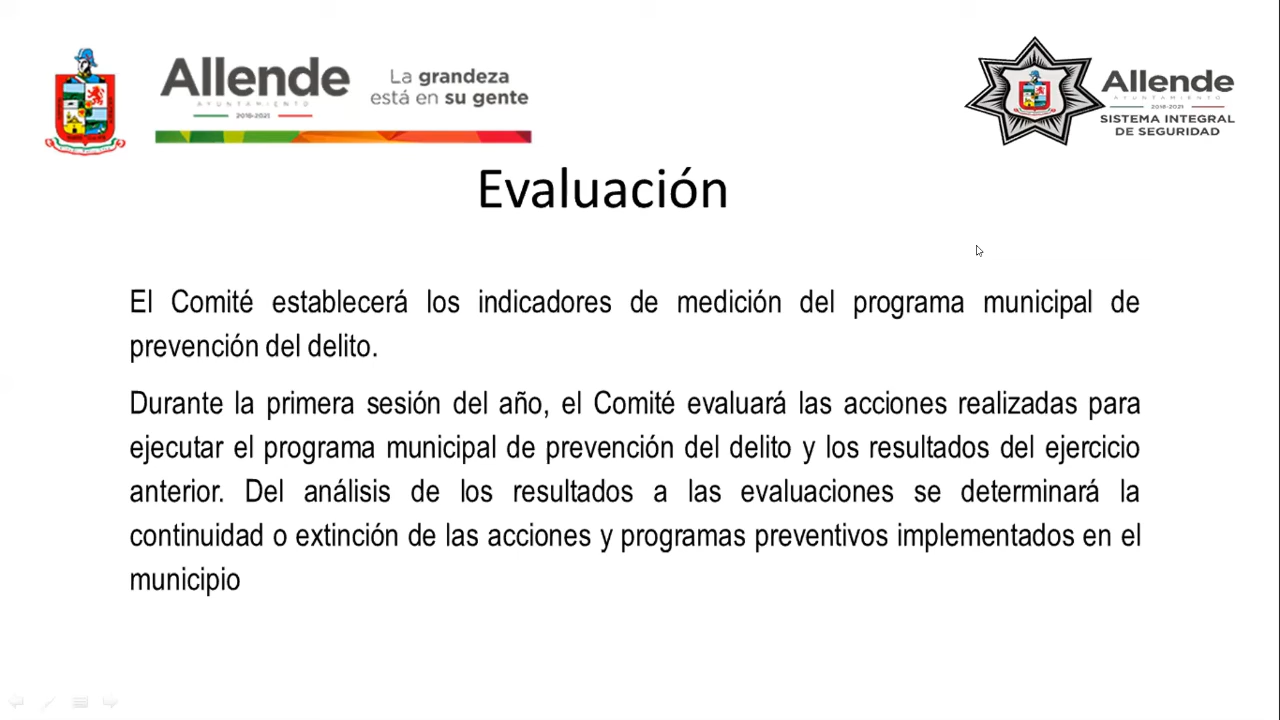 Allende
AYUNTAMIENTO
2018-2021
La grandeza
está en su gente
Allende
AYUNTAMIENTO
2018-2021
SISTEMA INTEGRAL
DE SEGURIDAD
Evaluación
El Comité establecerá los indicadores de medición del programa municipal de
prevención del delito.
Durante la primera sesión del año, el Comité evaluará las acciones realizadas para
ejecutar el programa municipal de prevención del delito y los resultados del ejercicio
anterior. Del análisis de los resultados a las evaluaciones se determinará la
continuidad o extinción de las acciones y programas preventivos implementados en el
municipio